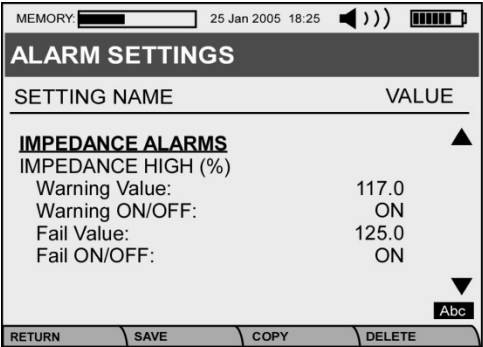 MEMORY: 25 Jan 2005 18:25
ALARM SETTINGS
SETTING NAME VALUE
IMPEDANCE ALARMS
IMPEDANCE HIGH (%)
Warning Value: 117.0
Warning ON/OFF: ON
Fail Value: 125.0
Fail ON/OFF: ON
Abc
RETURN SAVE COPY DELETE